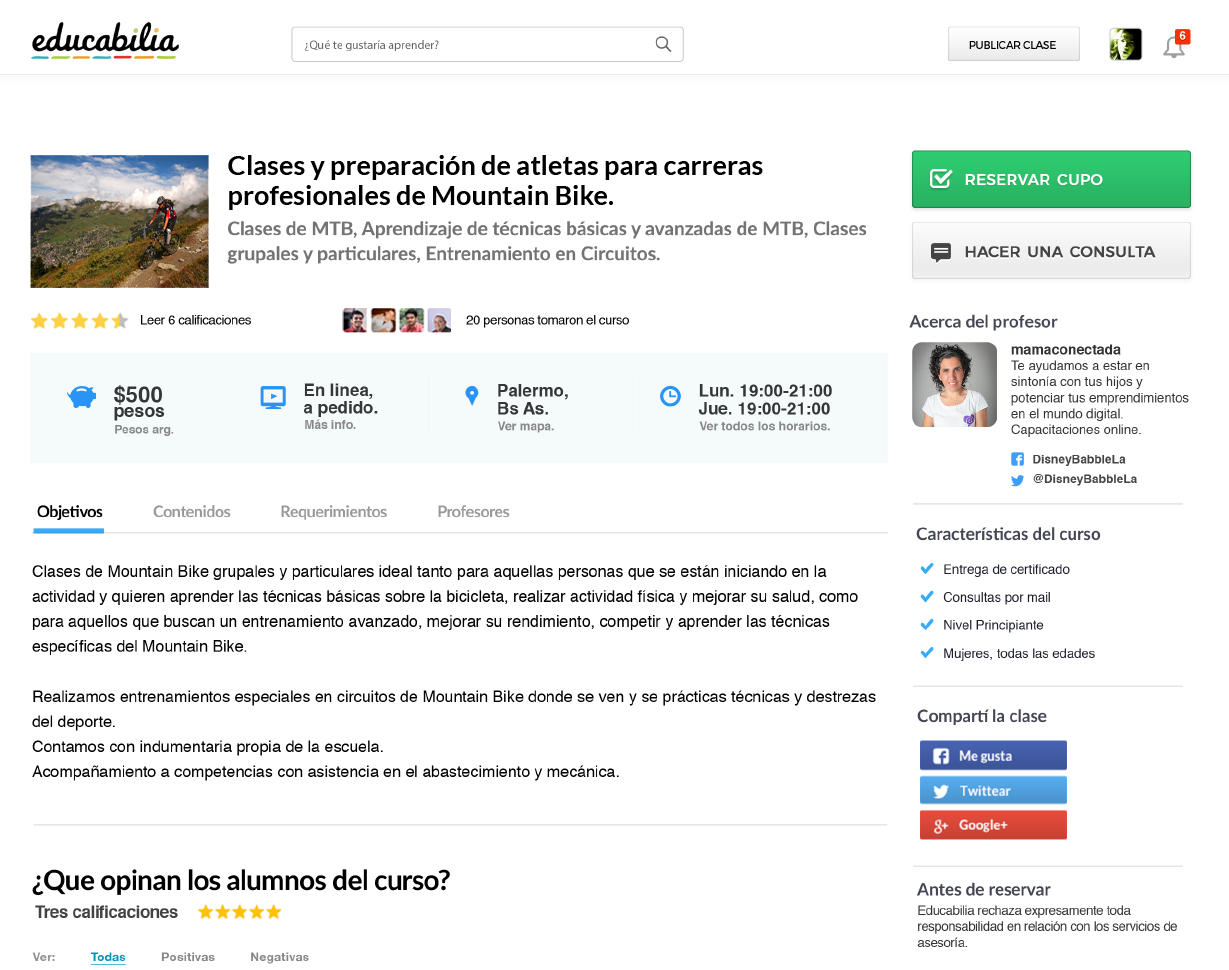 educabilia
¿Qué te gustaría aprender?
PUBLICAR CLASE
6
Clases y preparación de atletas para carreras
profesionales de Mountain Bike.
Clases de MTB, Aprendizaje de técnicas básicas y avanzadas de MTB, Clases
grupales y particulares, Entrenamiento en Circuitos.
Leer 6 calificaciones
20 personas tomaron el curso
$500
pesos
Pesos arg.
En linea,
a pedido.
Más info.
Palermo,
Bs As.
Ver mapa.
Lun. 19:00-21:00
Jue. 19:00-21:00
Ver todos los horarios.
Objetivos
Contenidos
Requerimientos
Profesores
Clases de Mountain Bike grupales y particulares ideal tanto para aquellas personas que se están iniciando en la
actividad y quieren aprender las técnicas básicas sobre la bicicleta, realizar actividad física y mejorar su salud, como
para aquellos que buscan un entrenamiento avanzado, mejorar su rendimiento, competir y aprender las técnicas
específicas del Mountain Bike.
Realizamos entrenamientos especiales en circuitos de Mountain Bike donde se ven y se prácticas técnicas y destrezas
del deporte.
Contamos con indumentaria propia de la escuela.
Acompañamiento a competencias con asistencia en el abastecimiento y mecánica.
¿Que opinan los alumnos del curso?
Tres calificaciones
Ver:
Todas
Positivas
Negativas
RESERVAR CUPO
HACER UNA CONSULTA
Acerca del profesor
mamaconectada
Te ayudamos a estar en
sintonía con tus hijos y
potenciar tus emprendimientos
en el mundo digital.
Capacitaciones online.
DisneyBabbleLa
@DisneyBabbleLa
Características del curso
Entrega de certificado
Consultas por mail
Nivel Principiante
Mujeres, todas las edades
Compartí la clase
Me gusta
Twittear
Google+
Antes de reservar
Educabilia rechaza expresamente toda
responsabilidad en relación con los servicios de
asesoría.